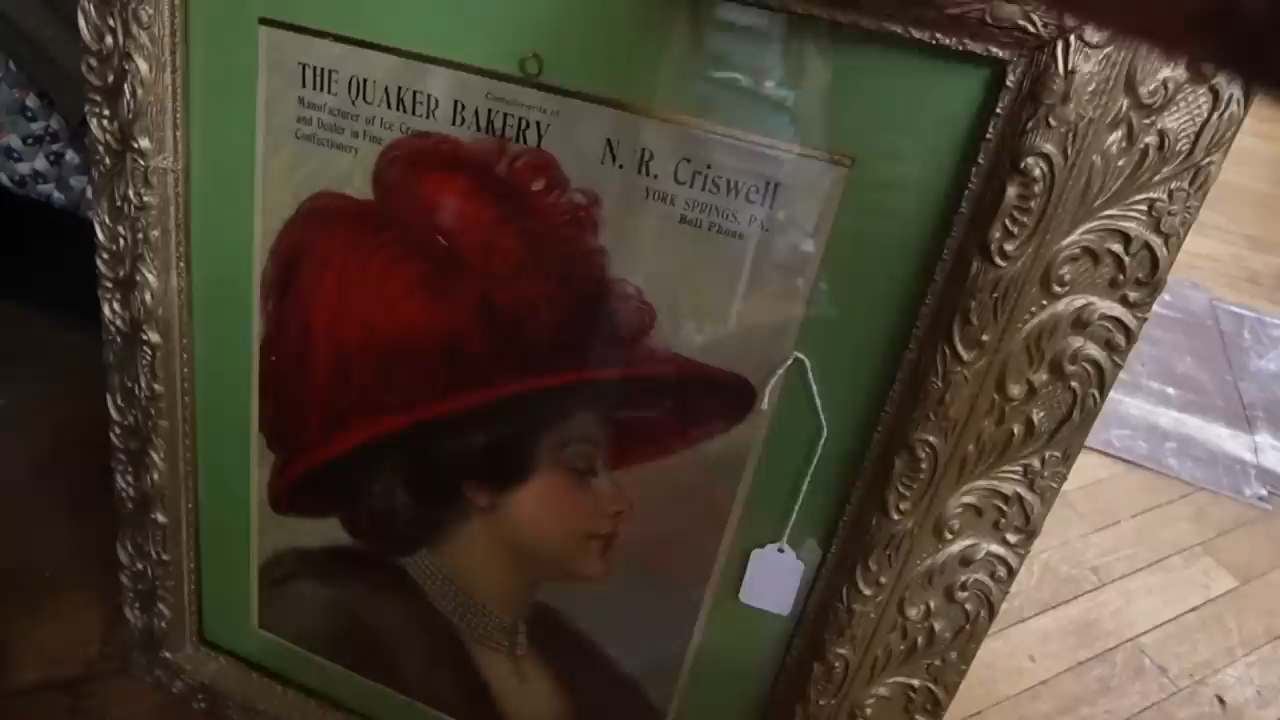 Compliments of
THE QUAKER BAKERY
Manufacturer of Ice
and Dealer in Fine
Confectionery
N. R. Criswell
YORK SPRINGS, PA.
Bell Phone